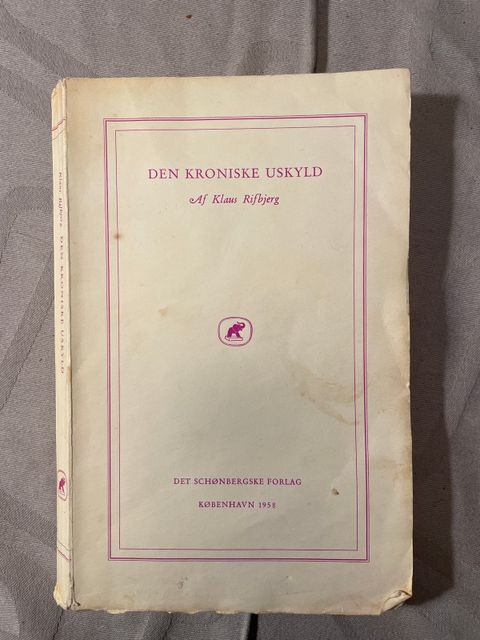 DEN KRONISKE USKYLD
Af Klaus Rifbjerg
DET SCHØNBERGSKE FORLAG
KØBENHAVN 1958
Klaus Rifbjerg DEN KRONISKE USKYLD